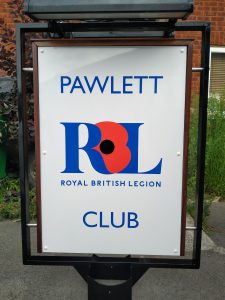 PAWLETT
RBL
ROYAL BRITISH LEGION
CLUB